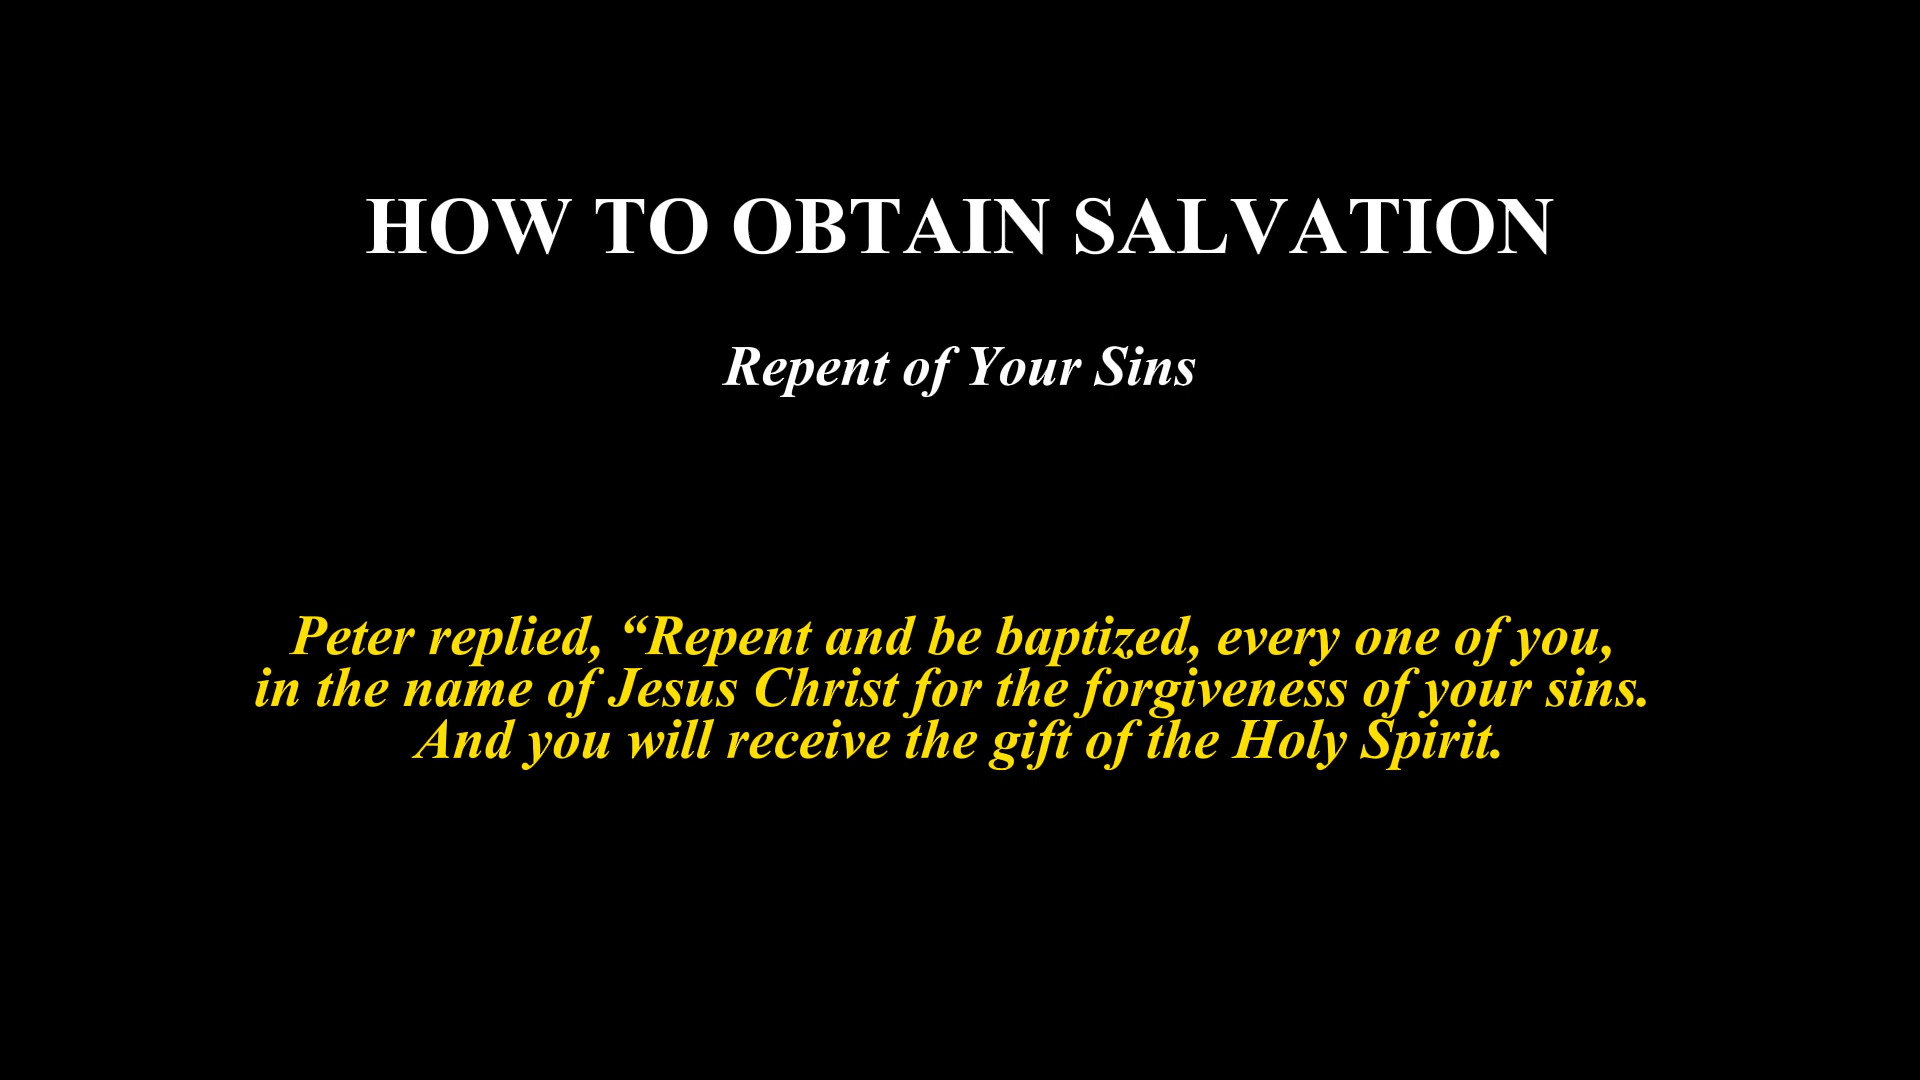 HOW TO OBTAIN SALVATION
Repent of Your Sins
Peter replied, “Repent and be baptized, every one of you,
in the name of Jesus Christ for the forgiveness of your sins.
And you will receive the gift of the Holy Spirit.